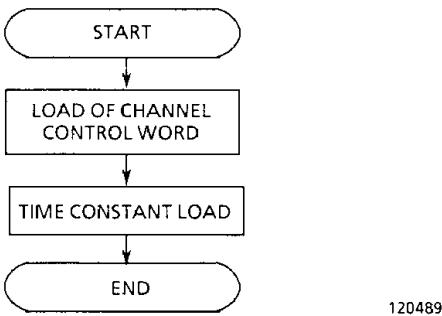 START
LOAD OF CHANNEL
CONTROL WORD
TIME CONSTANT LOAD
END
120489